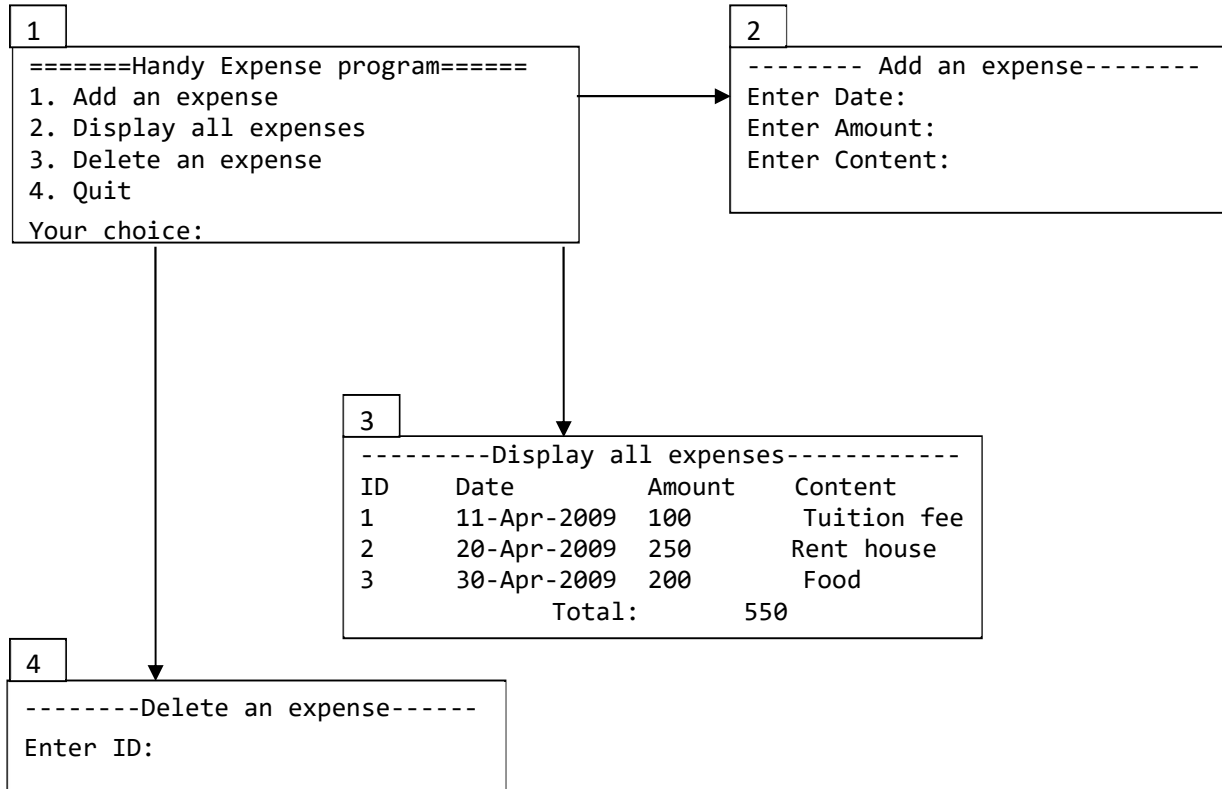 1
=======Handy Expense program======
1. Add an expense
2. Display all expenses
3. Delete an expense
4. Quit
Your choice:
2
-------- Add an expense--------
Enter Date:
Enter Amount:
Enter Content:
3
---------Display all expenses------------
ID Date Amount Content
1 11-Apr-2009 100 Tuition fee
2 20-Apr-2009 250 Rent house
3 30-Apr-2009 200 Food
Total: 550
4
--------Delete an expense------
Enter ID: